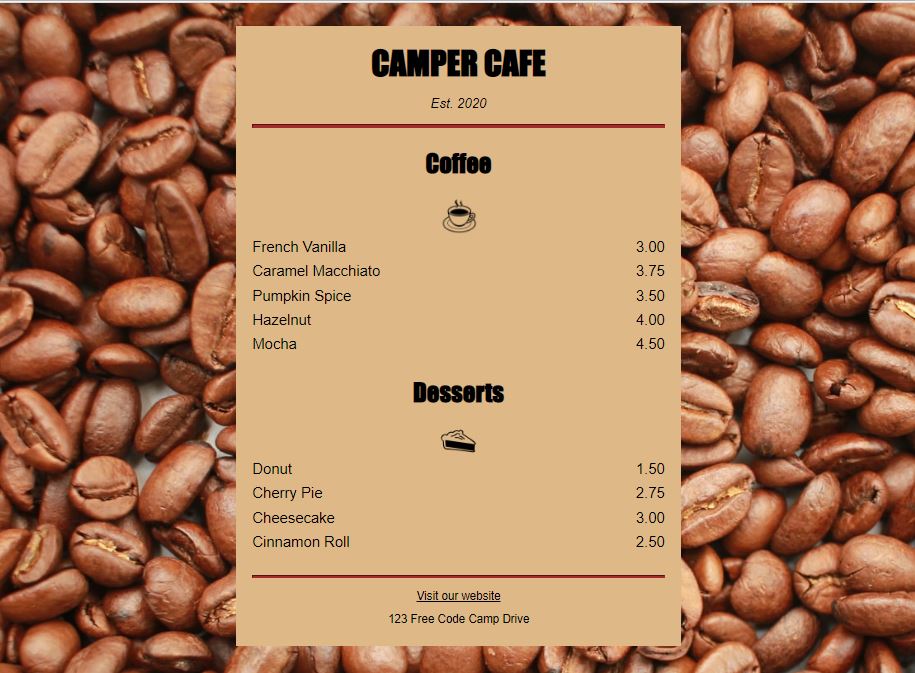 CAMPER CAFE
Est. 2020
Coffee
French Vanilla 3.00
Caramel Macchiato 3.75
Pumpkin Spice 3.50
Hazelnut 4.00
Mocha 4.50
Desserts
Donut 1.50
Cherry Pie 2.75
Cheesecake 3.00
Cinnamon Roll 2.50
Visit our website
123 Free Code Camp Drive